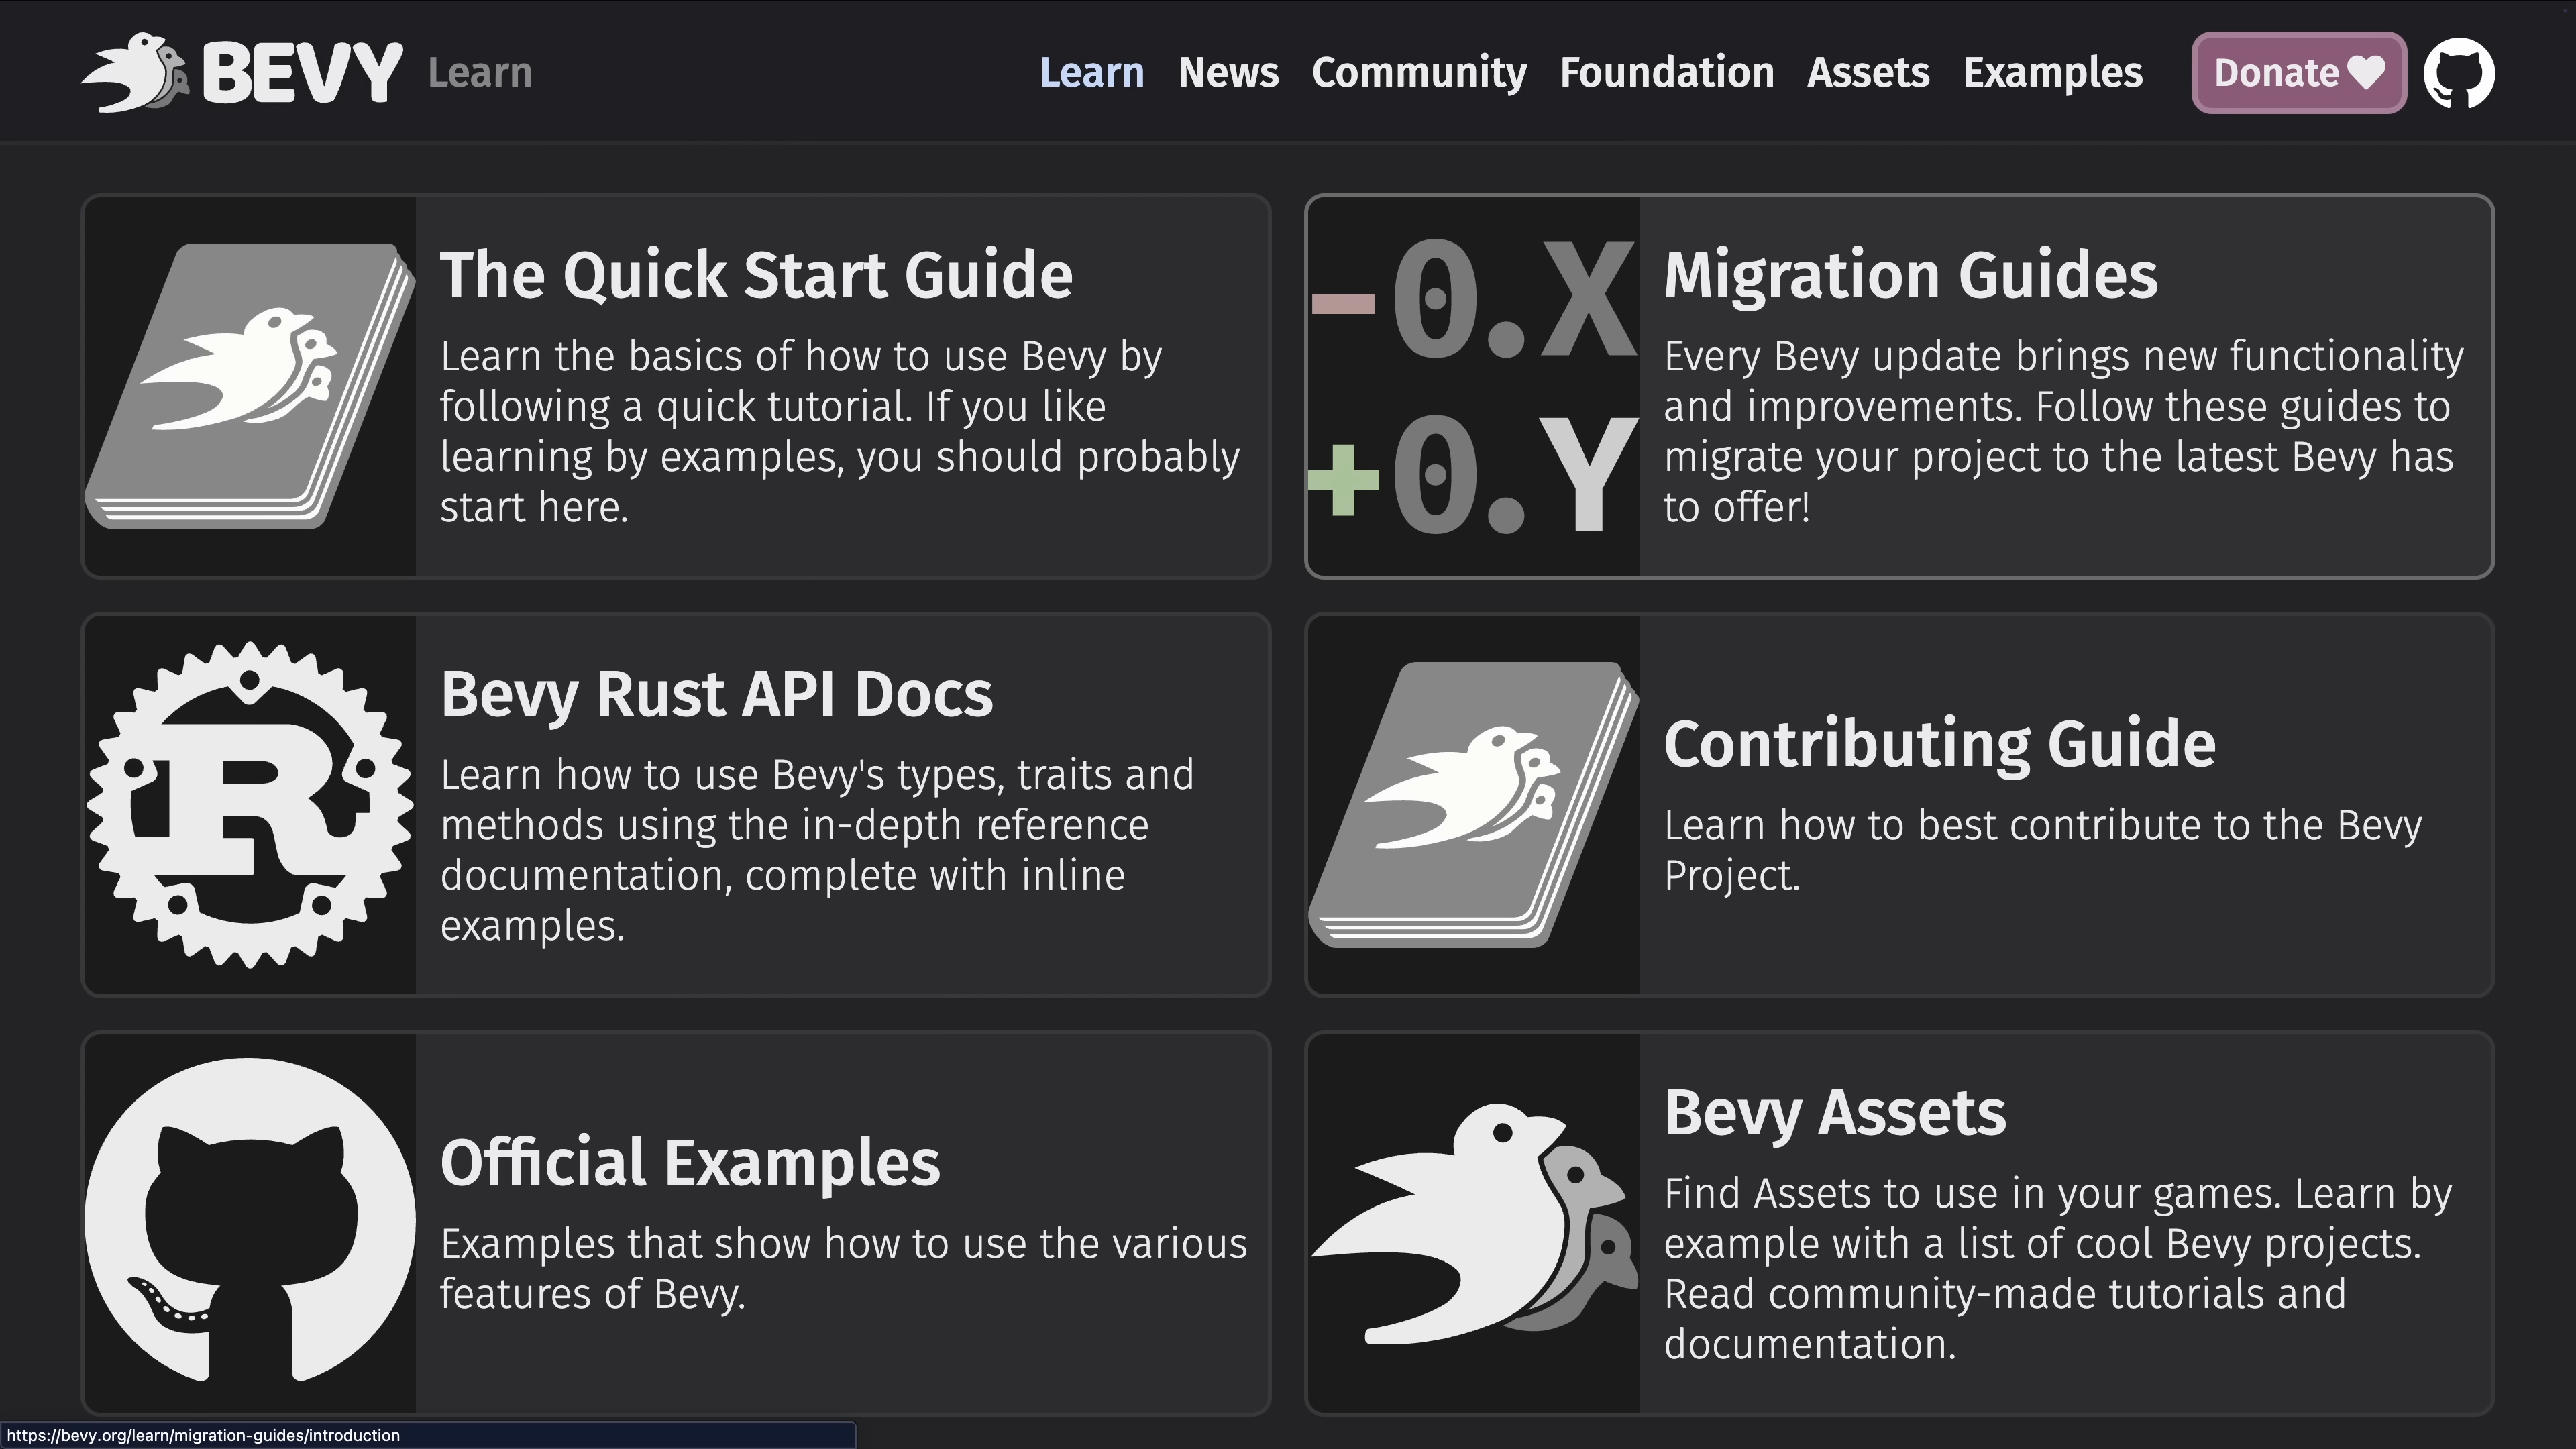 BEVY Learn
Learn News Community Foundation Assets Examples Donate
The Quick Start Guide
Learn the basics of how to use Bevy by
following a quick tutorial. If you like
learning by examples, you should probably
start here.
-0.X
+0.Y
Migration Guides
Every Bevy update brings new functionality
and improvements. Follow these guides to
migrate your project to the latest Bevy has
to offer!
R
Bevy Rust API Docs
Learn how to use Bevy's types, traits and
methods using the in-depth reference
documentation, complete with inline
examples.
Contributing Guide
Learn how to best contribute to the Bevy
Project.
Official Examples
Examples that show how to use the various
features of Bevy.
Bevy Assets
Find Assets to use in your games. Learn by
example with a list of cool Bevy projects.
Read community-made tutorials and
documentation.
https://bevy.org/learn/migration-guides/introduction